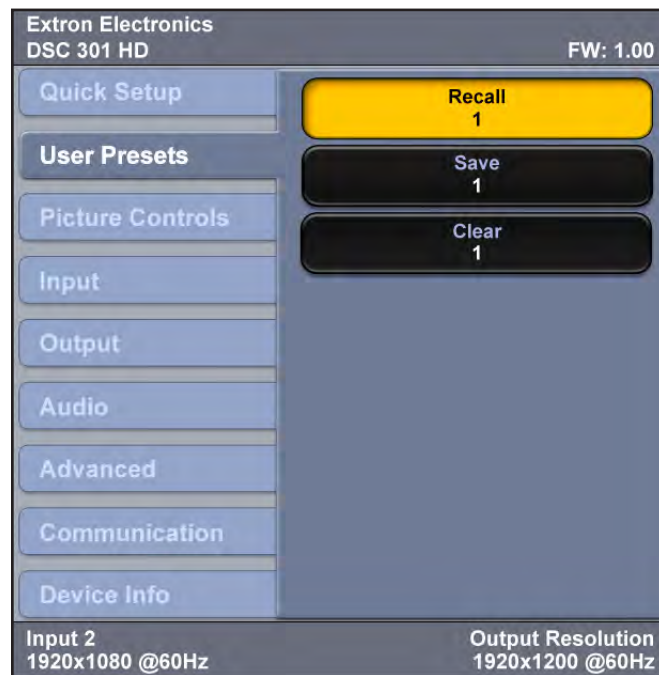 Extron Electronics
DSC 301 HD
FW: 1.00
Quick Setup
User Presets
Picture Controls
Input
Output
Audio
Advanced
Communication
Device Info
Recall
1
Save
1
Clear
1
Input 2
1920x1080 @60Hz
Output Resolution
1920x1200 @60Hz